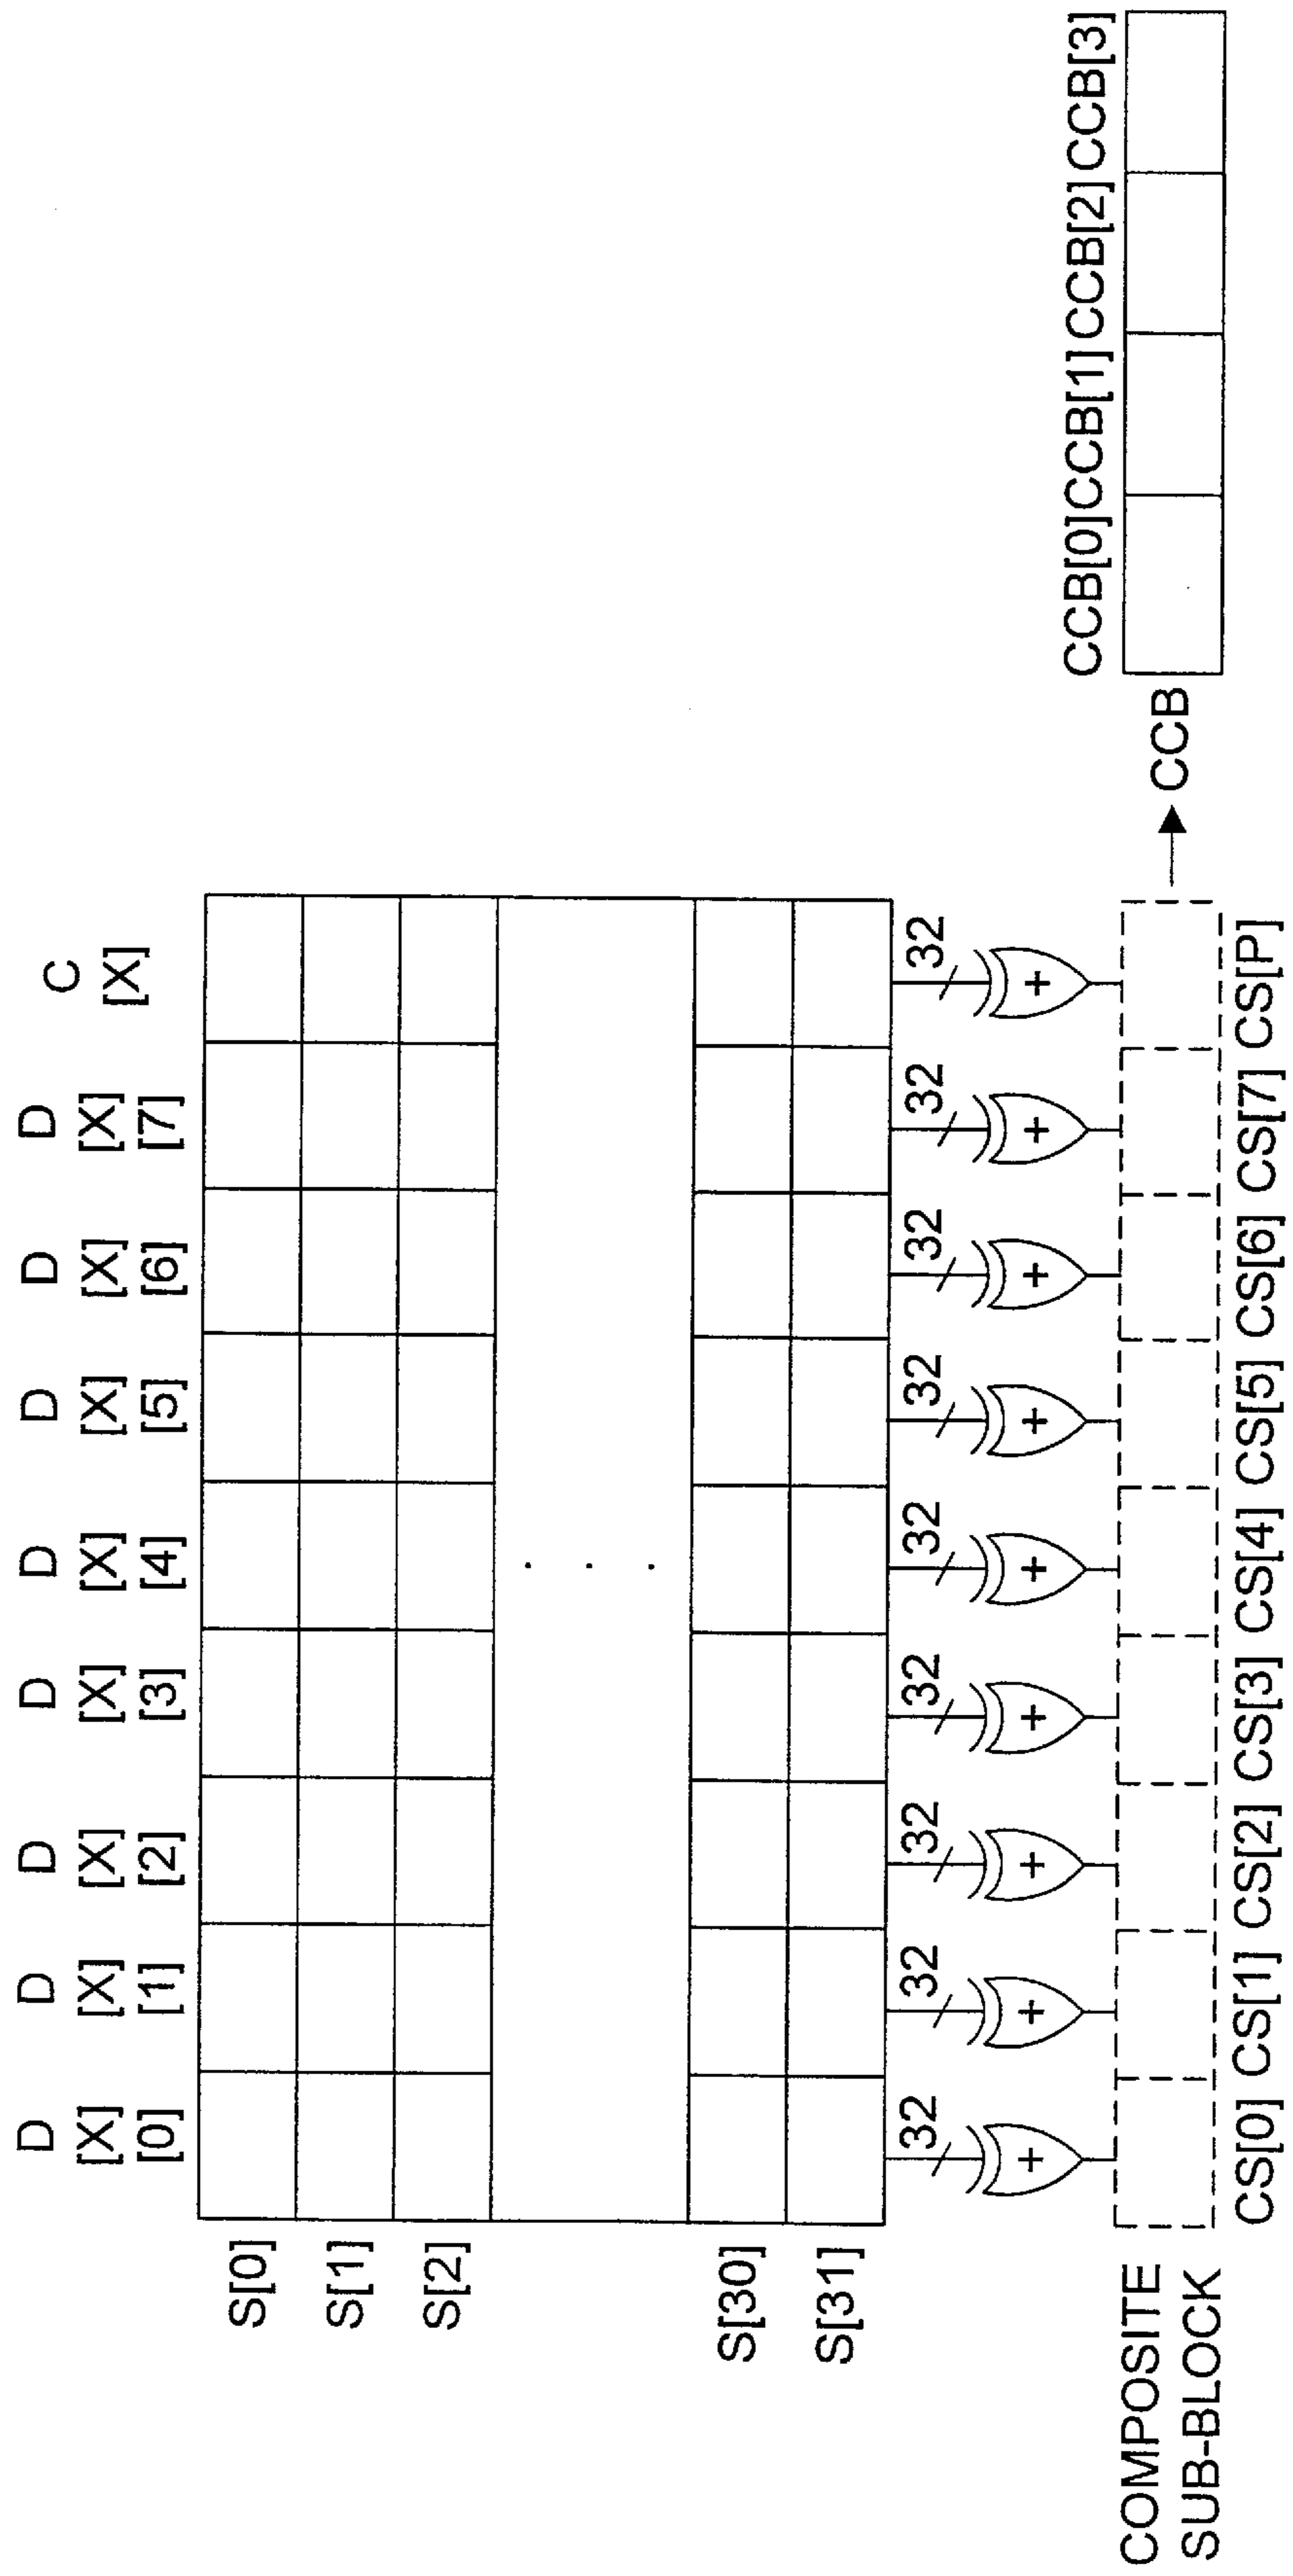 D D D D D D D D C
[X] [X] [X] [X] [X] [X] [X] [X] [X]
[0] [1] [2] [3] [4] [5] [6] [7]
S[0]
S[1]
S[2]
. . .
S[30]
S[31]
32 32 32 32 32 32 32 32 32
+ + + + + + + + +
COMPOSITE
SUB-BLOCK
CS[0] CS[1] CS[2] CS[3] CS[4] CS[5] CS[6] CS[7] CS[P]
CCB
CCB[0] CCB[1] CCB[2] CCB[3]